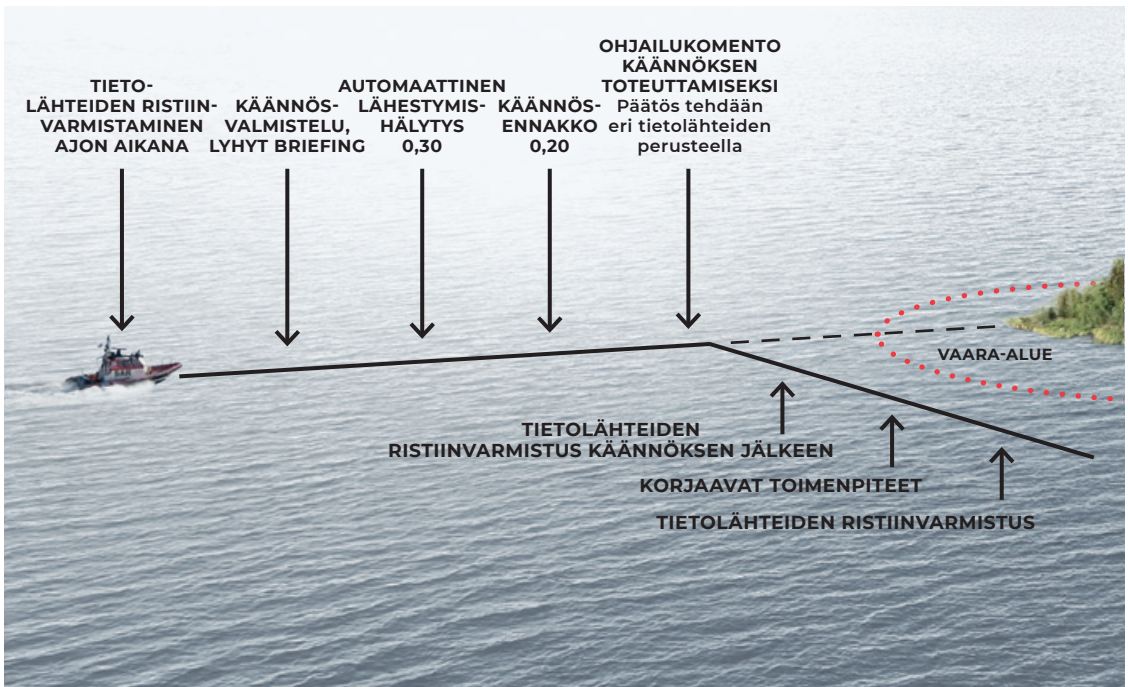 TIETO-
LÄHTEIDEN RISTIIN-
VARMISTAMINEN
AJON AIKANA
KÄÄNNÖS-
VALMISTELU,
LYHYT BRIEFING
AUTOMAATTINEN
LÄHESTYMIS-
HÄLYTYS
0,30
KÄÄNNÖS-
ENNAKKO
0,20
OHJAILUKOMENTO
KÄÄNNÖKSEN
TOTEUTTAMISEKSI
Päätös tehdään
eri tietolähteiden
perusteella
VAARA-ALUE
TIETOLÄHTEIDEN
RISTIINVARMISTUS KÄÄNNÖKSEN JÄLKEEN
KORJAAVAT TOIMENPITEET
TIETOLÄHTEIDEN RISTIINVARMISTUS